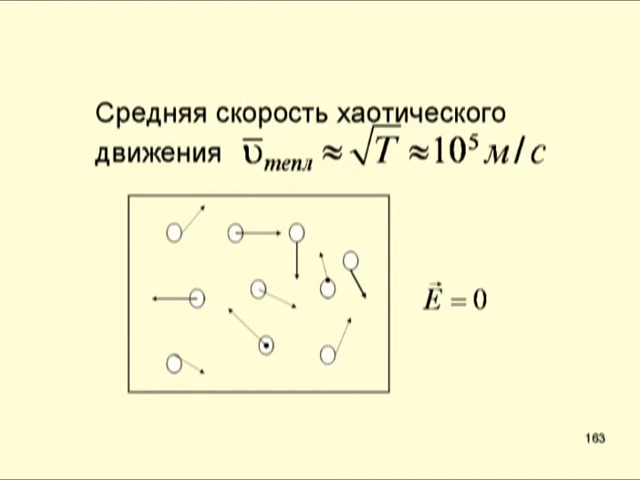 Средняя скорость хаотического
движения ῡтепл ≈ √T ≈ 10⁵ м/с
E⃗ = 0
163